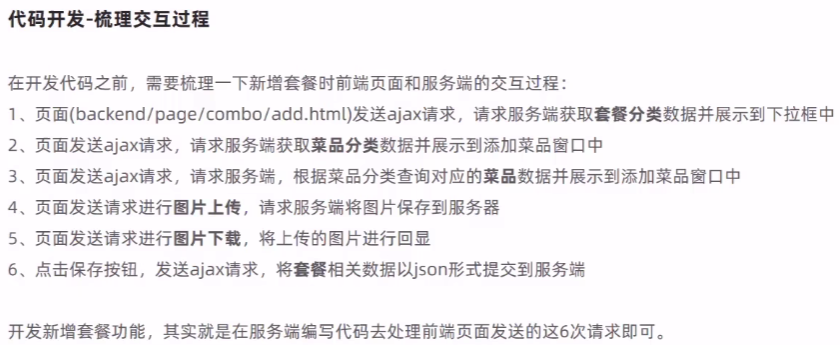 代码开发-梳理交互过程
在开发代码之前，需要梳理一下新增套餐时前端页面和服务端的交互过程：
1、页面(backend/page/combo/add.html)发送ajax请求，请求服务端获取套餐分类数据并展示到下拉框中
2、页面发送ajax请求，请求服务端获取菜品分类数据并展示到添加菜品窗口中
3、页面发送ajax请求，请求服务端，根据菜品分类查询对应的菜品数据并展示到添加菜品窗口中
4、页面发送请求进行图片上传，请求服务端将图片保存到服务器
5、页面发送请求进行图片下载，将上传的图片进行回显
6、点击保存按钮，发送ajax请求，将套餐相关数据以json形式提交到服务端
开发新增套餐功能，其实就是在服务端编写代码去处理前端页面发送的这6次请求即可。